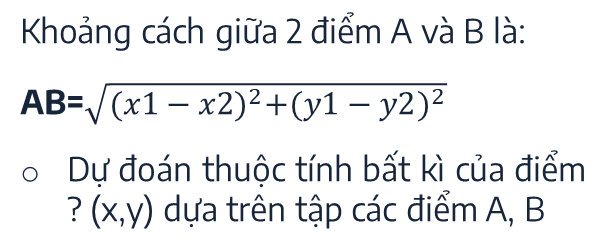 Khoảng cách giữa 2 điểm A và B là:
AB=√(x1 − x2)²+(y1 − y2)²
○ Dự đoán thuộc tính bất kì của điểm
? (x,y) dựa trên tập các điểm A, B